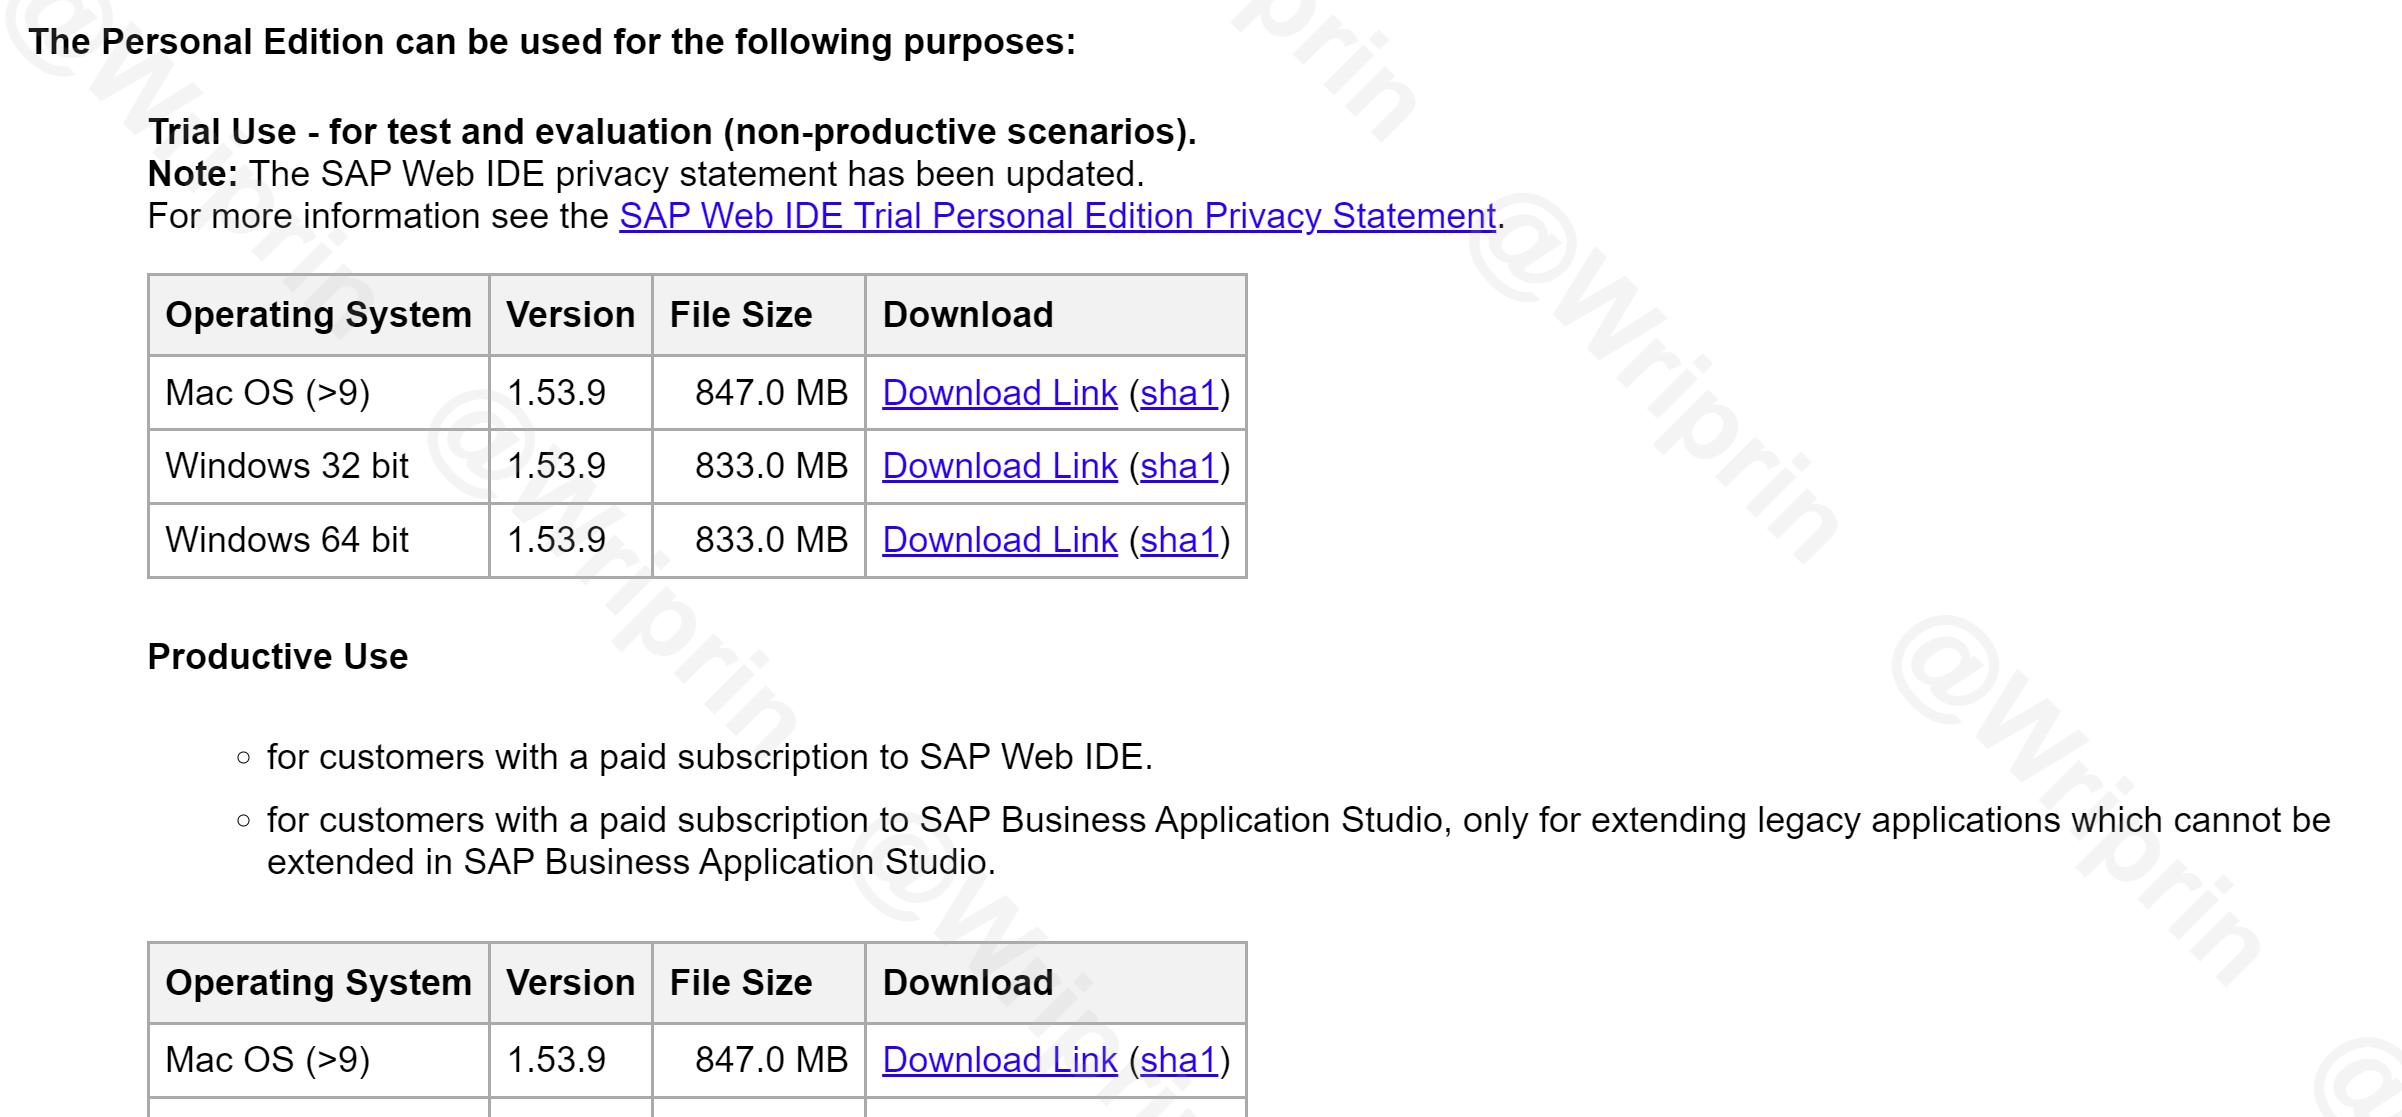 The Personal Edition can be used for the following purposes:
Trial Use - for test and evaluation (non-productive scenarios).
Note: The SAP Web IDE privacy statement has been updated.
For more information see the SAP Web IDE Trial Personal Edition Privacy Statement.
Operating System Version File Size Download
Mac OS (>9) 1.53.9 847.0 MB Download Link (sha1)
Windows 32 bit 1.53.9 833.0 MB Download Link (sha1)
Windows 64 bit 1.53.9 833.0 MB Download Link (sha1)
Productive Use
for customers with a paid subscription to SAP Web IDE.
for customers with a paid subscription to SAP Business Application Studio, only for extending legacy applications which cannot be
extended in SAP Business Application Studio.
Operating System Version File Size Download
Mac OS (>9) 1.53.9 847.0 MB Download Link (sha1)
@Wriprin
prin
@Wriprin
@Wriprin
@Wriprin
@Wriprin
@